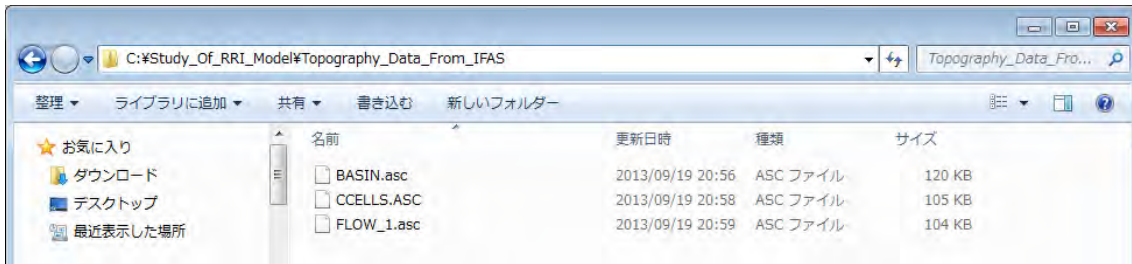 C:¥Study_Of_RRI_Model¥Topography_Data_From_IFAS Topography_Data_Fro...
整理 ライブラリに追加 共有 書き込む 新しいフォルダー
お気に入り
ダウンロード
デスクトップ
最近表示した場所
名前 更新日時 種類 サイズ
BASIN.asc 2013/09/19 20:56 ASC ファイル 120 KB
CCELLS.ASC 2013/09/19 20:58 ASC ファイル 105 KB
FLOW_1.asc 2013/09/19 20:59 ASC ファイル 104 KB